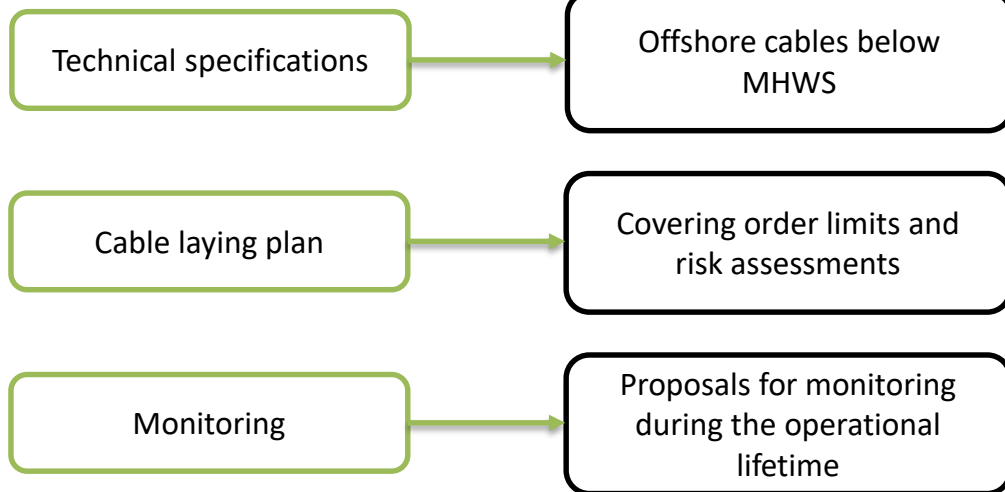 Technical specifications
Offshore cables below
MHWS
Cable laying plan
Covering order limits and
risk assessments
Monitoring
Proposals for monitoring
during the operational
lifetime